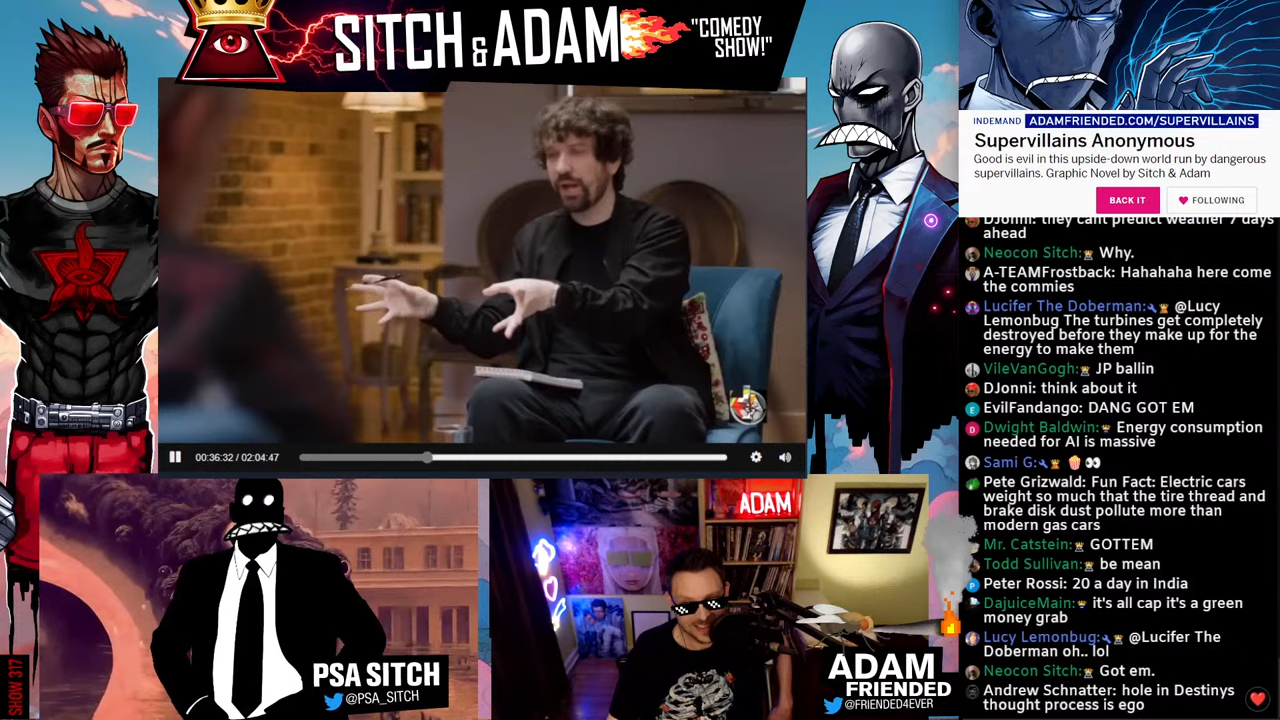 SITCH & ADAM
"COMEDY
SHOW!"
INDEMAND ADAMFRIENDED.COM/SUPERVILLAINS
Supervillains Anonymous
Good is evil in this upside-down world run by dangerous
supervillains. Graphic Novel by Sitch & Adam
BACK IT
FOLLOWING
DJonni: they cant predict weather 7 days
ahead
Neocon Sitch: Why.
A-TEAMFrostback: Hahahaha here come
the commies
Lucifer The Doberman: @Lucy
Lemonbug The turbines get completely
destroyed before they make up for the
energy to make them
VileVanGogh: JP ballin
DJonni: think about it
E EvilFandango: DANG GOT EM
D Dwight Baldwin: Energy consumption
needed for AI is massive
Sami G: 🍿 👀
Pete Grizwald: Fun Fact: Electric cars
weight so much that the tire thread and
brake disk dust pollute more than
modern gas cars
Mr. Catstein: GOTTEM
Todd Sullivan: be mean
P Peter Rossi: 20 a day in India
DajuiceMain: it's all cap it's a green
money grab
Lucy Lemonbug: @Lucifer The
Doberman oh.. lol
Neocon Sitch: Got em.
Andrew Schnatter: hole in Destinys
thought process is ego
00:36:32 / 02:04:47
ADAM
PSA SITCH
@PSA_SITCH
ADAM
FRIENDED
@FRIENDED4EVER
SHOW 317